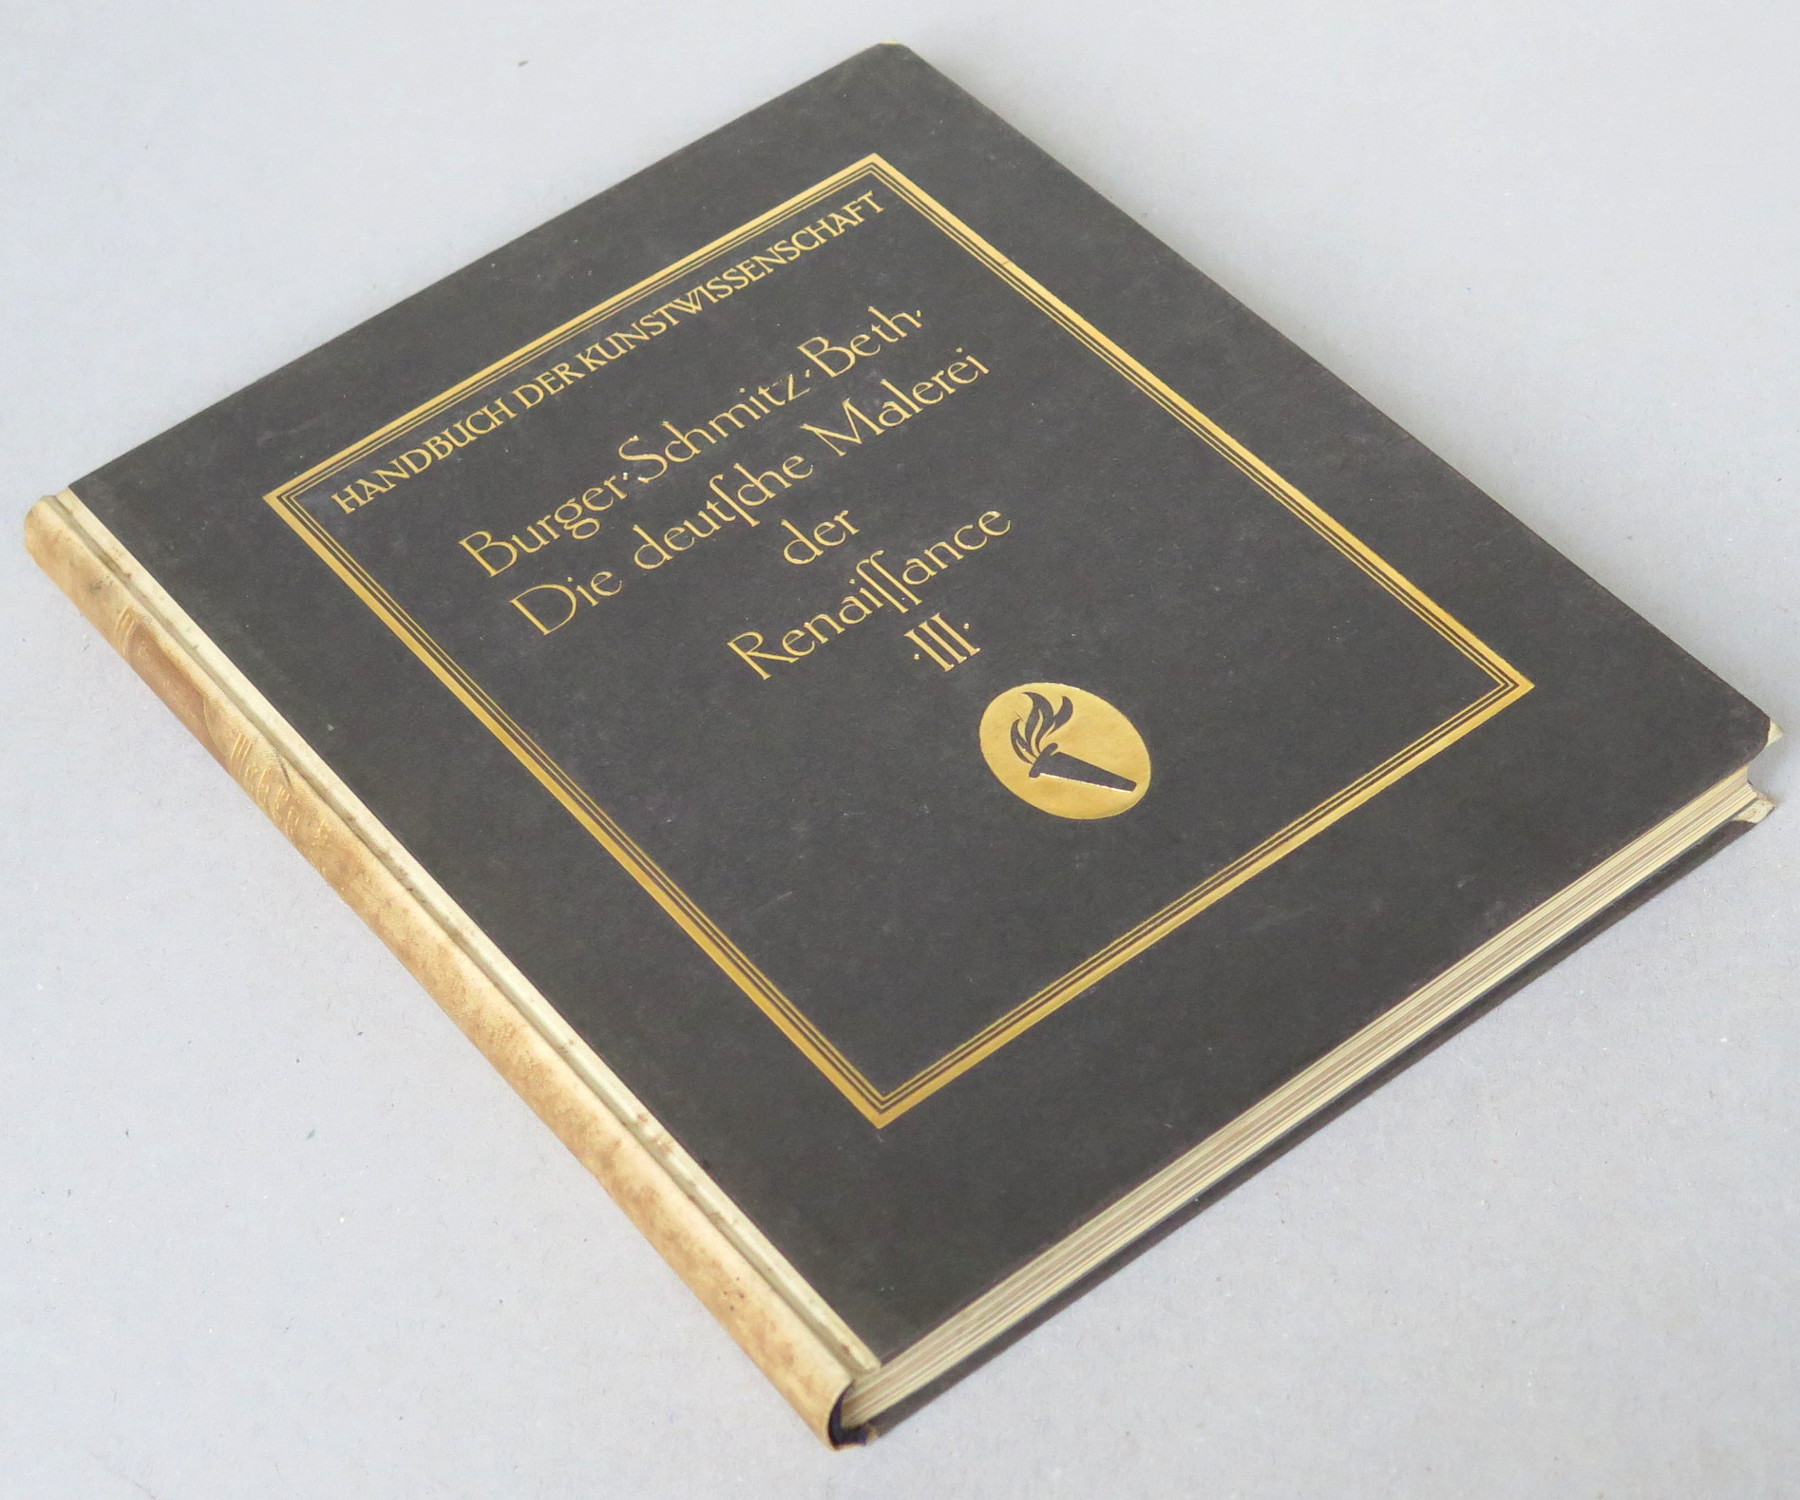 HANDBUCH DER KUNSTWISSENSCHAFT
Burger·Schmitz·Beth·
Die deutſche Malerei
der
Renaiſſance
·III·